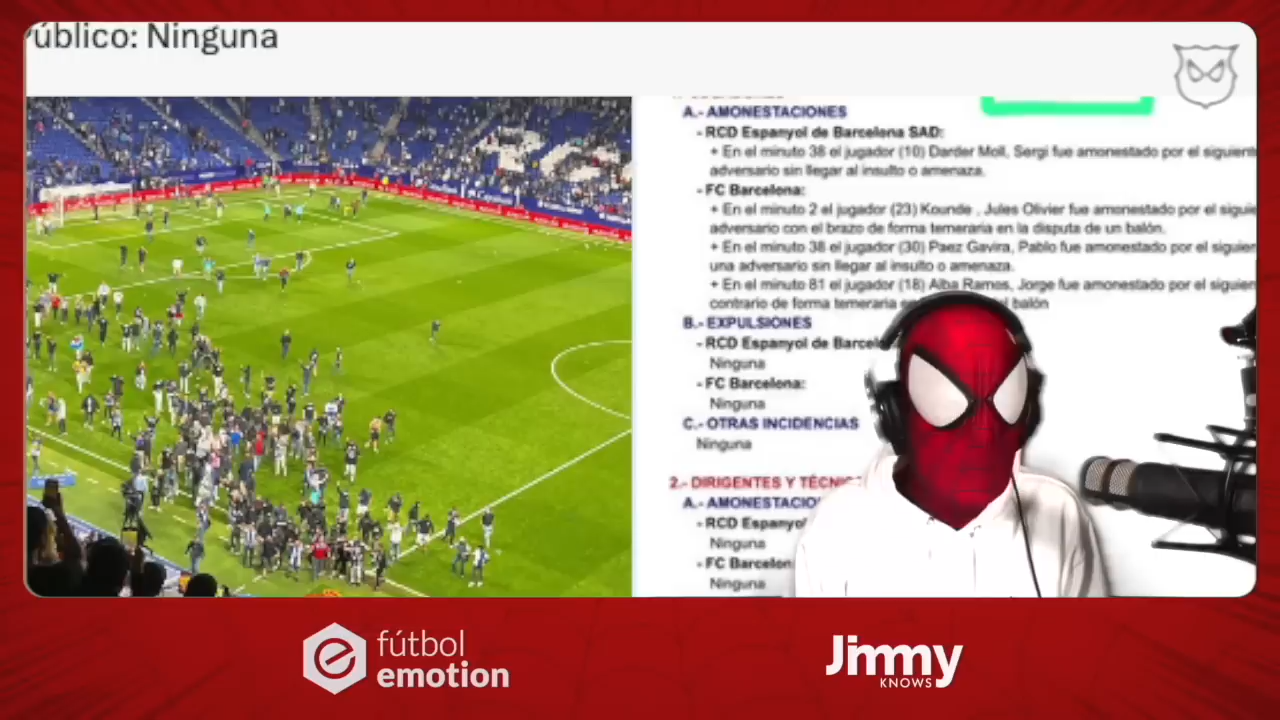 úblico: Ninguna
A.- AMONESTACIONES
- RCD Espanyol de Barcelona SAD:
+ En el minuto 38 el jugador (10) Darder Moll, Sergi fue amonestado por el siguient
adversario sin llegar al insulto o amenaza.
- FC Barcelona:
+ En el minuto 2 el jugador (23) Kounde , Jules Olivier fue amonestado por el siguie
adversario con el brazo de forma temeraria en la disputa de un balón.
+ En el minuto 38 el jugador (30) Paez Gavira, Pablo fue amonestado por el siguien
una adversario sin llegar al insulto o amenaza.
+ En el minuto 81 el jugador (18) Alba Ramos, Jorge fue amonestado por el siguien
contrario de forma temeraria en balón
B.- EXPULSIONES
- RCD Espanyol de Barcel
Ninguna
- FC Barcelona:
Ninguna
C.- OTRAS INCIDENCIAS
Ninguna
2.- DIRIGENTES Y TÉCNIC
A.- AMONESTACIO
- RCD Espanyol
Ninguna
- FC Barcelon
Ninguna
fútbol
emotion
Jimmy
KNOWS